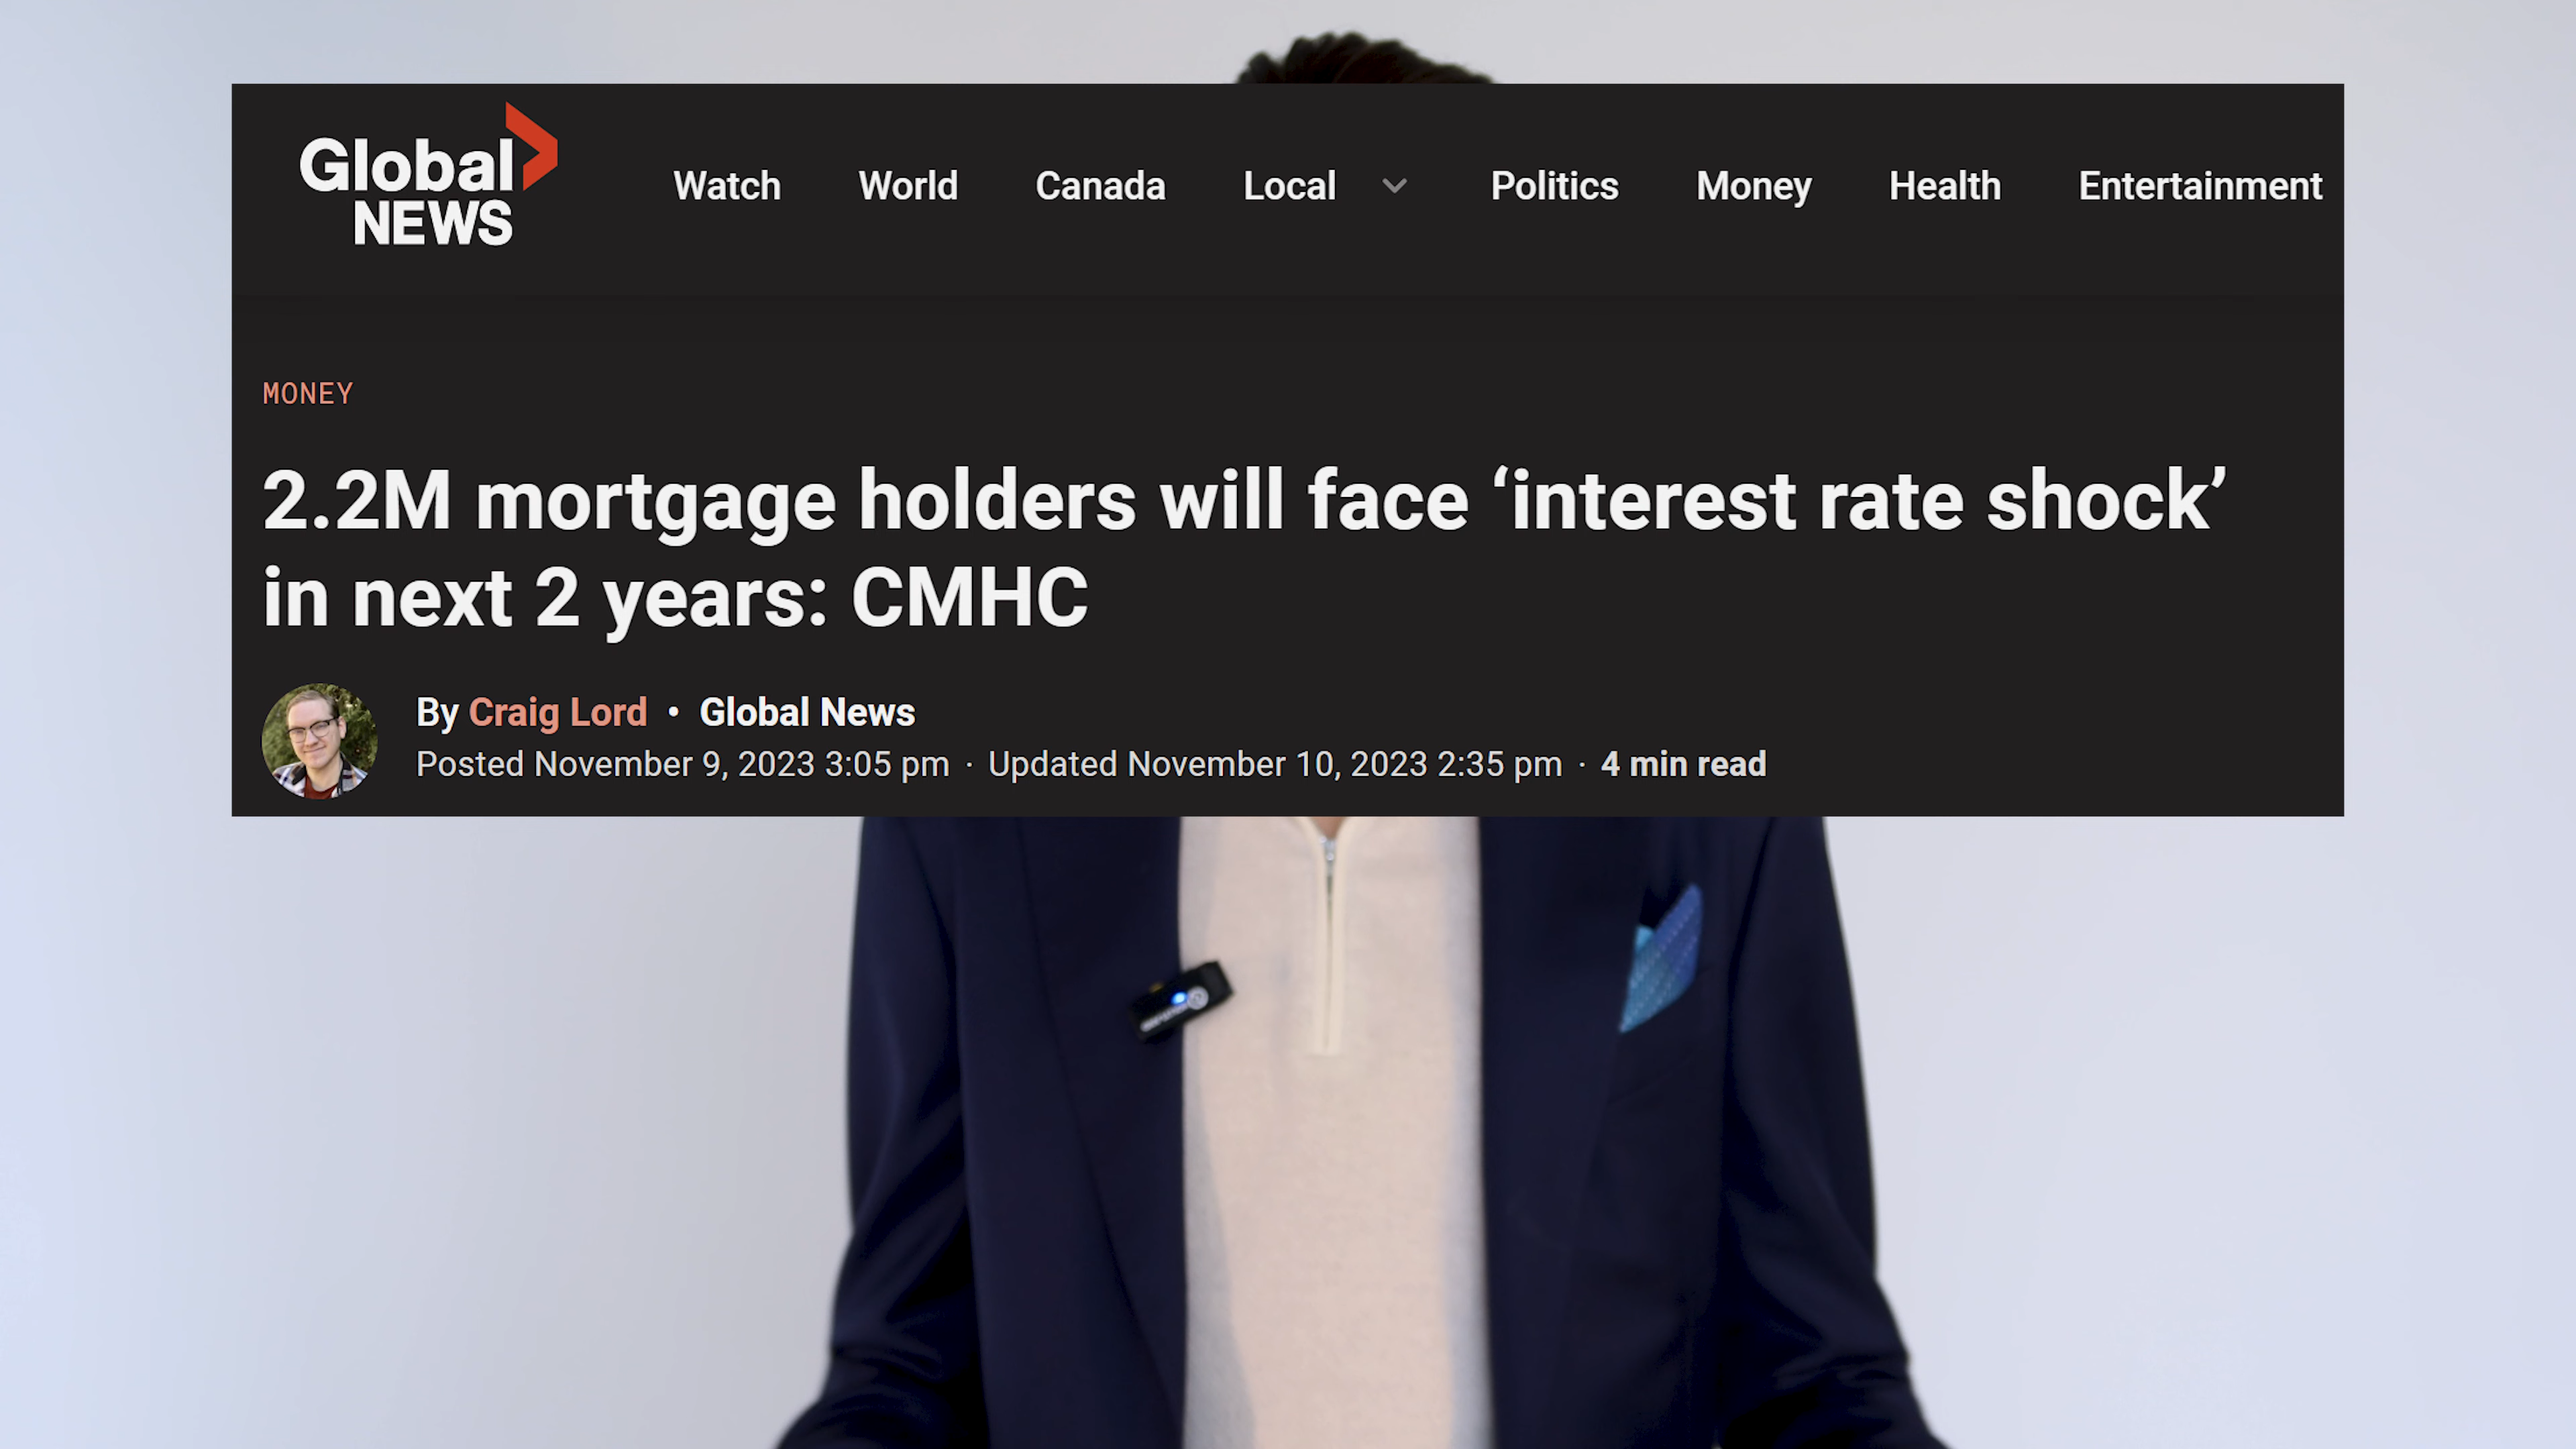 Global
NEWS
Watch World Canada Local Politics Money Health Entertainment
MONEY
2.2M mortgage holders will face ‘interest rate shock’
in next 2 years: CMHC
By Craig Lord • Global News
Posted November 9, 2023 3:05 pm · Updated November 10, 2023 2:35 pm · 4 min read